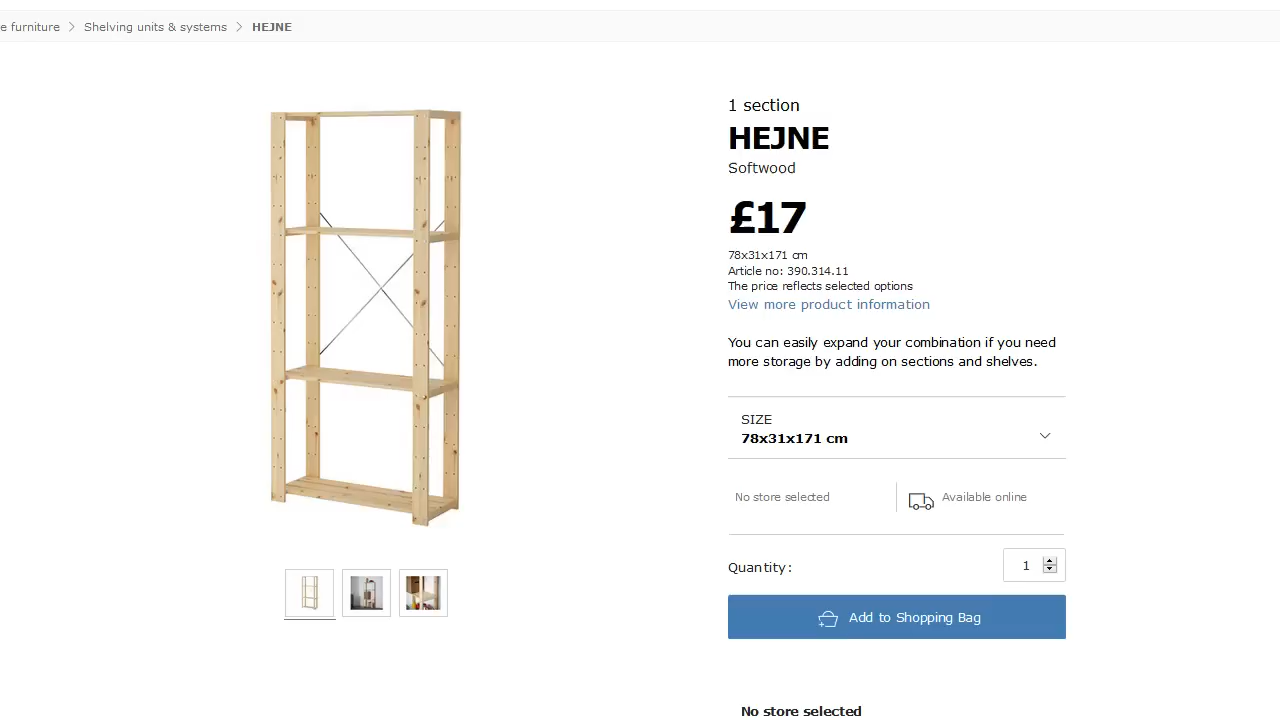 e furniture > Shelving units & systems > HEJNE
1 section
HEJNE
Softwood
£17
78x31x171 cm
Article no: 390.314.11
The price reflects selected options
View more product information
You can easily expand your combination if you need
more storage by adding on sections and shelves.
SIZE
78x31x171 cm
No store selected
Available online
Quantity:
1
Add to Shopping Bag
No store selected